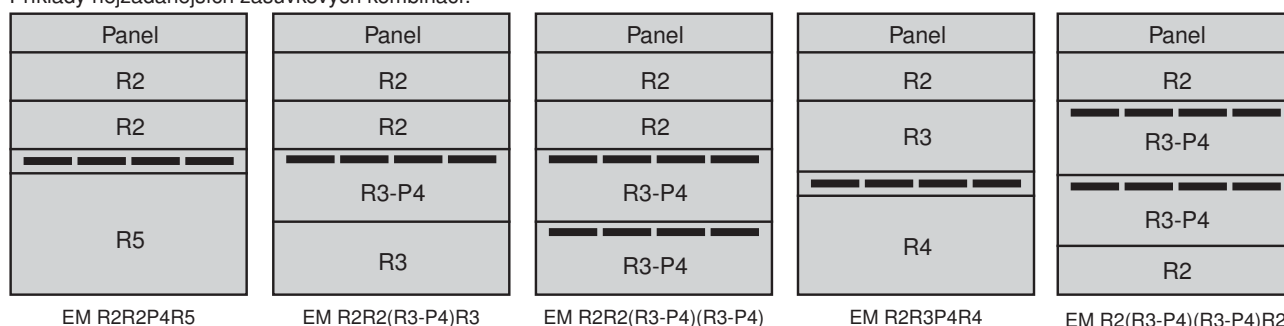 Příklady nejžádanějších zásuvkových kombinací:
Panel
R2
R2
R5
EM R2R2P4R5
Panel
R2
R2
R3-P4
R3
EM R2R2(R3-P4)R3
Panel
R2
R2
R3-P4
R3-P4
EM R2R2(R3-P4)(R3-P4)
Panel
R2
R3
R4
EM R2R3P4R4
Panel
R2
R3-P4
R3-P4
R2
EM R2(R3-P4)(R3-P4)R2